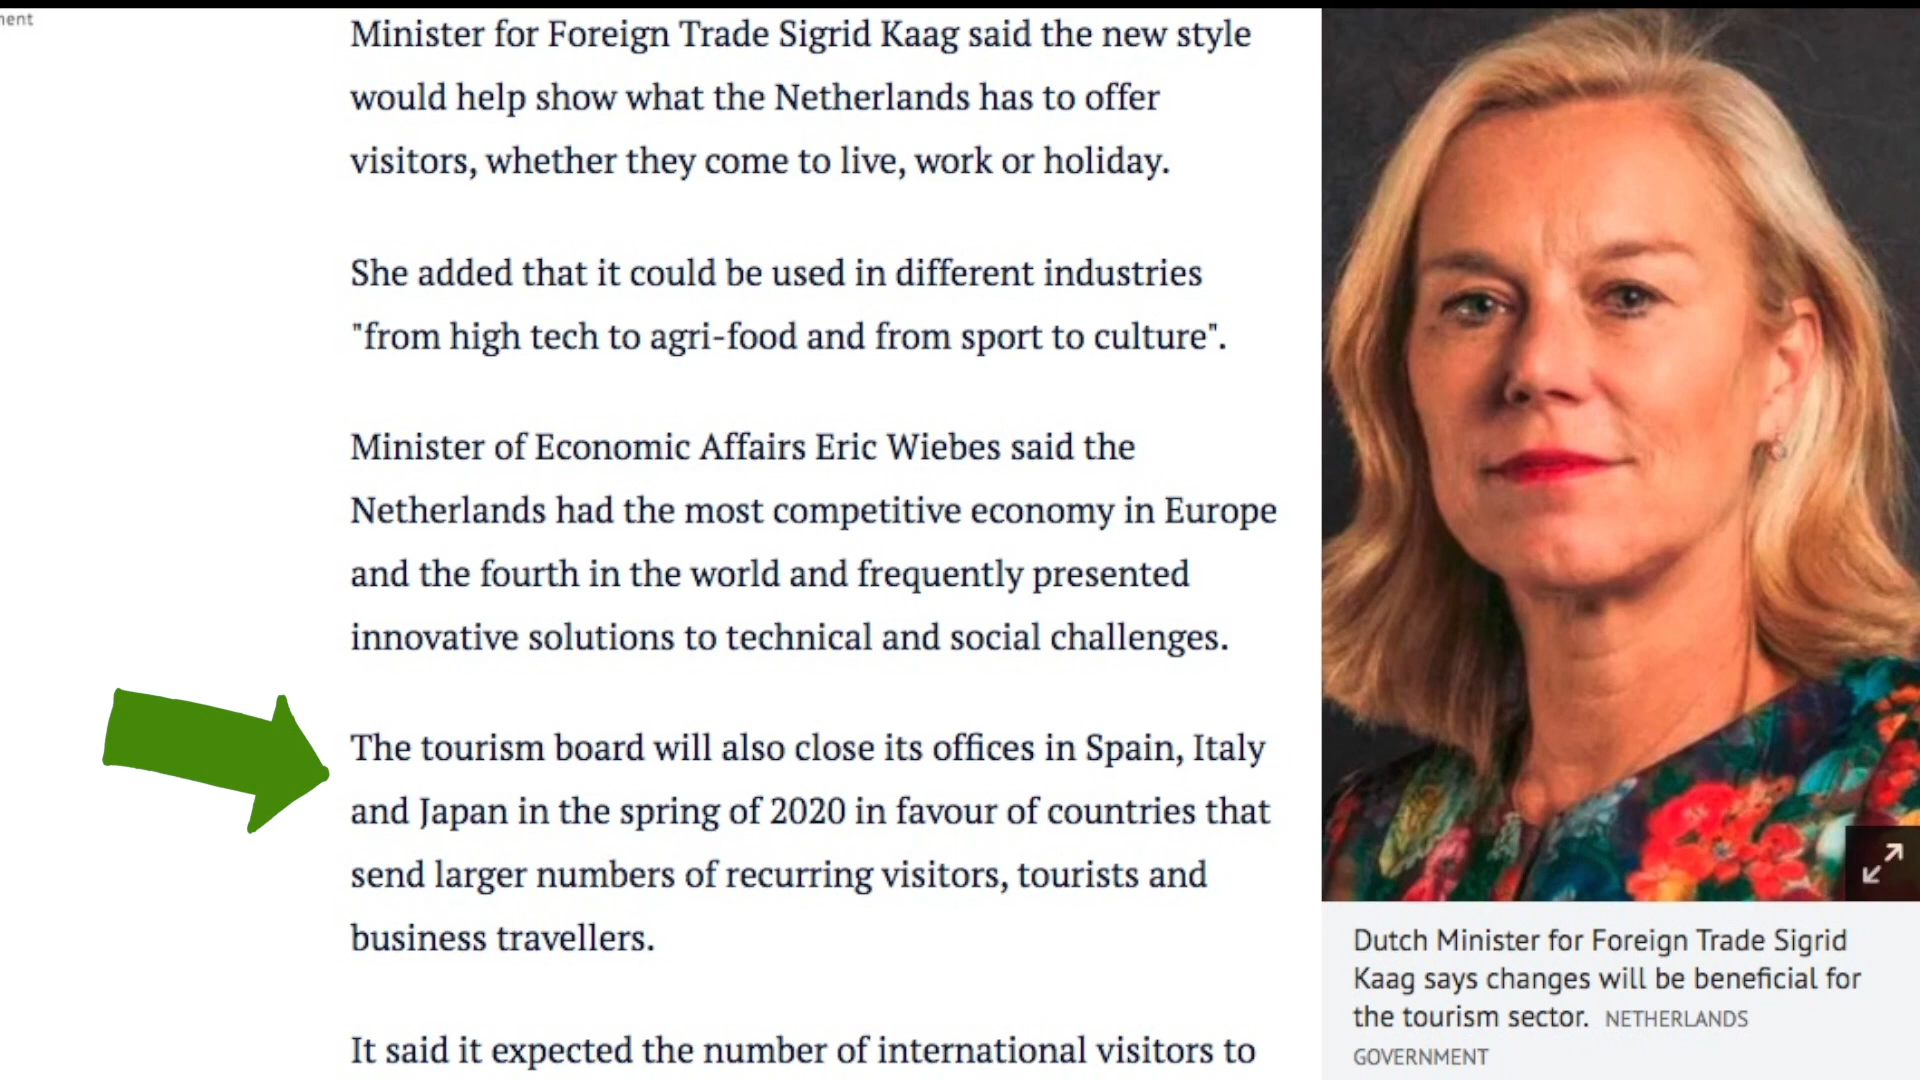 Minister for Foreign Trade Sigrid Kaag said the new style
would help show what the Netherlands has to offer
visitors, whether they come to live, work or holiday.
She added that it could be used in different industries
"from high tech to agri-food and from sport to culture".
Minister of Economic Affairs Eric Wiebes said the
Netherlands had the most competitive economy in Europe
and the fourth in the world and frequently presented
innovative solutions to technical and social challenges.
The tourism board will also close its offices in Spain, Italy
and Japan in the spring of 2020 in favour of countries that
send larger numbers of recurring visitors, tourists and
business travellers.
It said it expected the number of international visitors to
Dutch Minister for Foreign Trade Sigrid
Kaag says changes will be beneficial for
the tourism sector. NETHERLANDS
GOVERNMENT